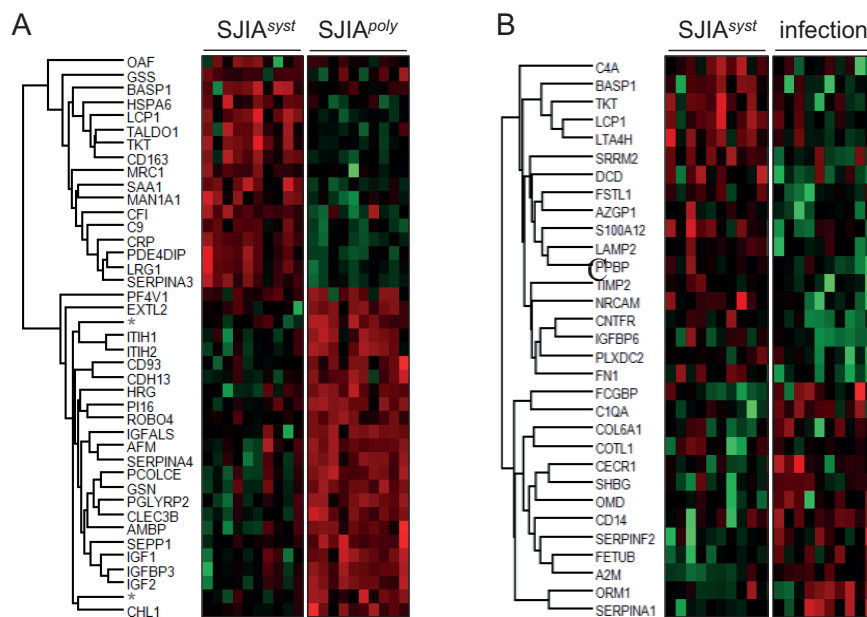 A
SJIAsyst SJIApoly
OAF
GSS
BASP1
HSPA6
LCP1
TALDO1
TKT
CD163
MRC1
SAA1
MAN1A1
CFI
C9
CRP
PDE4DIP
LRG1
SERPINA3
PF4V1
EXTL2
*
ITIH1
ITIH2
CD93
CDH13
HRG
PI16
ROBO4
IGFALS
AFM
SERPINA4
PCOLCE
GSN
PGLYRP2
CLEC3B
AMBP
SEPP1
IGF1
IGFBP3
IGF2
*
CHL1
B
SJIAsyst infection
C4A
BASP1
TKT
LCP1
LTA4H
SRRM2
DCD
FSTL1
AZGP1
S100A12
LAMP2
PPBP
C
TIMP2
NRCAM
CNTFR
IGFBP6
PLXDC2
FN1
FCGBP
C1QA
COL6A1
COTL1
CECR1
SHBG
OMD
CD14
SERPINF2
FETUB
A2M
ORM1
SERPINA1